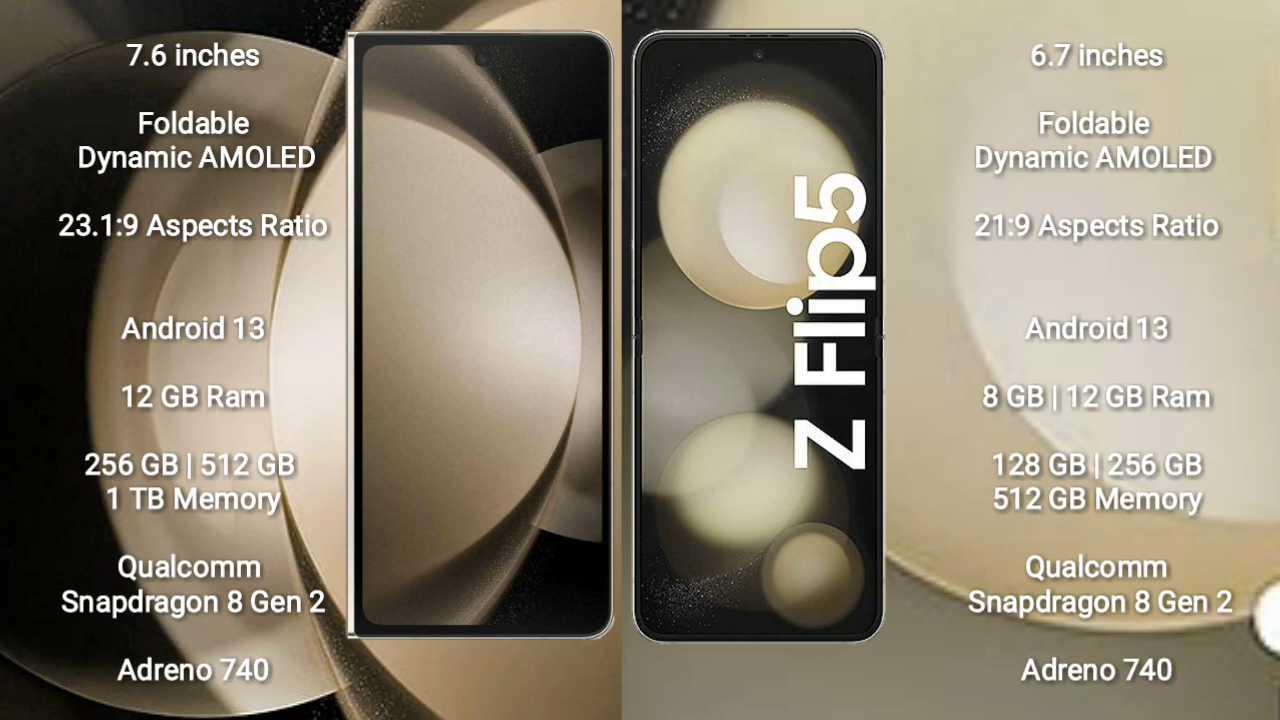 7.6 inches
Foldable
Dynamic AMOLED
23.1:9 Aspects Ratio
Android 13
12 GB Ram
256 GB | 512 GB
1 TB Memory
Qualcomm
Snapdragon 8 Gen 2
Adreno 740
Z Flip5
6.7 inches
Foldable
Dynamic AMOLED
21:9 Aspects Ratio
Android 13
8 GB | 12 GB Ram
128 GB | 256 GB
512 GB Memory
Qualcomm
Snapdragon 8 Gen 2
Adreno 740